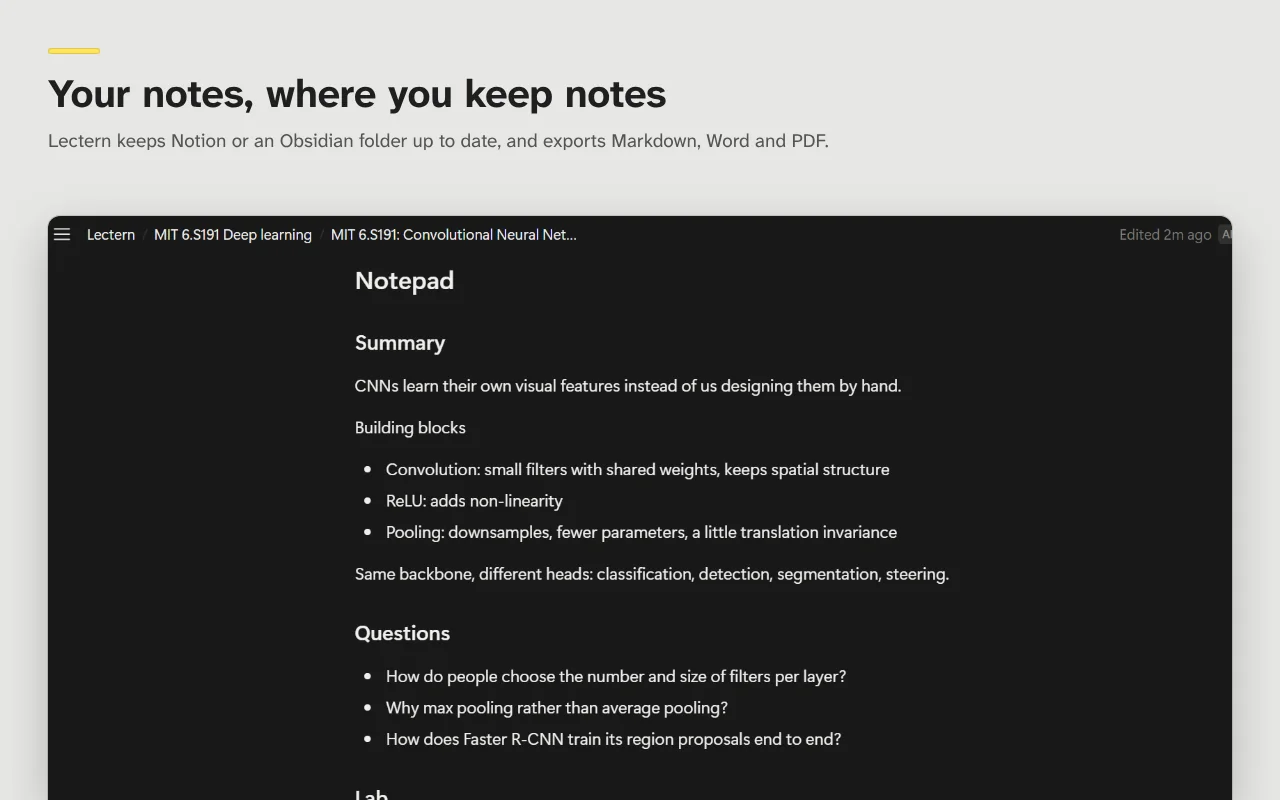 Your notes, where you keep notes
Lectern keeps Notion or an Obsidian folder up to date, and exports Markdown, Word and PDF.
Lectern / MIT 6.S191 Deep learning / MIT 6.S191: Convolutional Neural Net... Edited 2m ago
Notepad
Summary
CNNs learn their own visual features instead of us designing them by hand.
Building blocks
• Convolution: small filters with shared weights, keeps spatial structure
• ReLU: adds non-linearity
• Pooling: downsamples, fewer parameters, a little translation invariance
Same backbone, different heads: classification, detection, segmentation, steering.
Questions
• How do people choose the number and size of filters per layer?
• Why max pooling rather than average pooling?
• How does Faster R-CNN train its region proposals end to end?
Lab